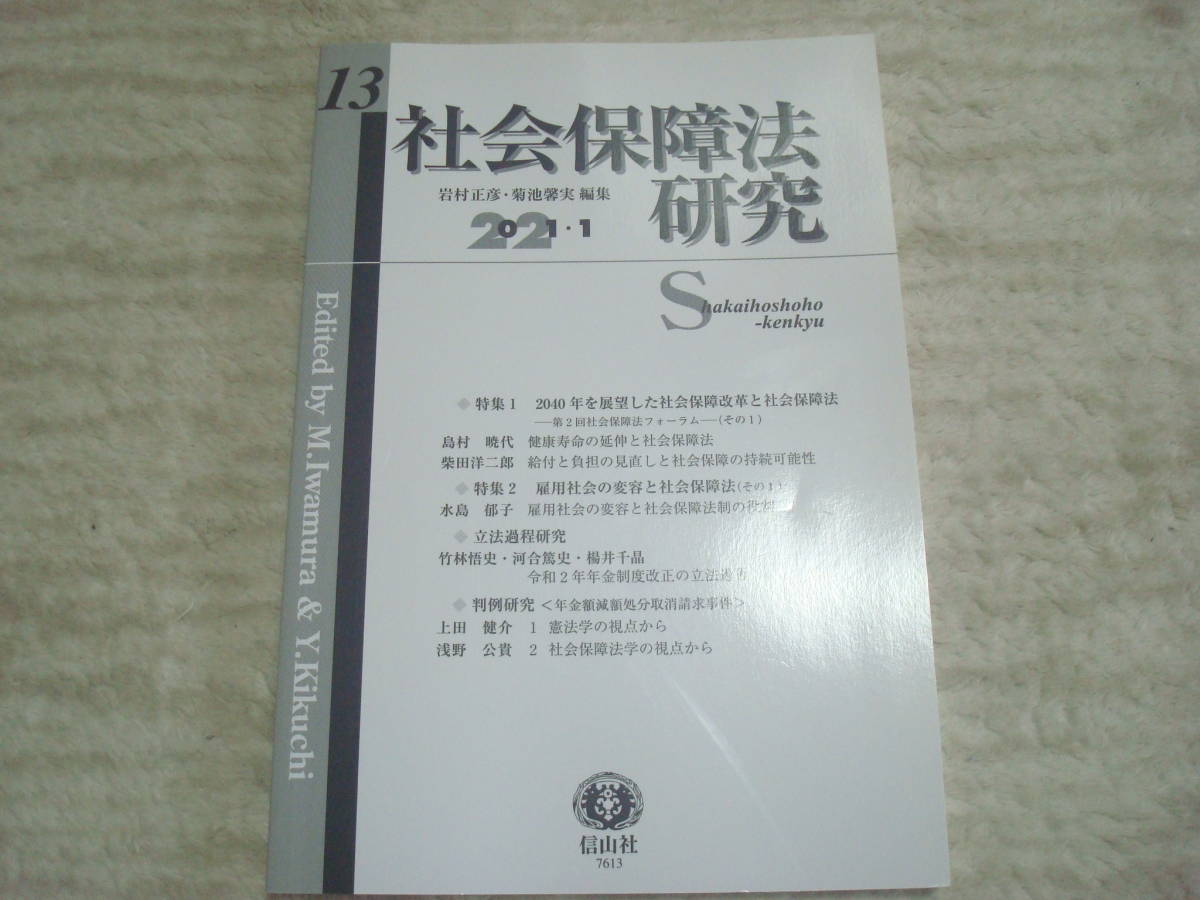 13
社会保障法
研究
岩村正彦・菊池馨実 編集
2021・1
Shakaihoshoho
-kenkyu
Edited by M.Iwamura & Y.Kikuchi
◆ 特集1 2040年を展望した社会保障改革と社会保障法
―第2回社会保障法フォーラム―(その1)
島村 暁代 健康寿命の延伸と社会保障法
柴田洋二郎 給付と負担の見直しと社会保障の持続可能性
◆ 特集2 雇用社会の変容と社会保障法(その1)
水島 郁子 雇用社会の変容と社会保障法制の役割
◆ 立法過程研究
竹林悟史・河合篤史・楊井千晶
令和2年年金制度改正の立法過
◆ 判例研究 <年金額減額処分取消請求事件>
上田 健介 1 憲法学の視点から
浅野 公貴 2 社会保障法学の視点から
信山社
7613